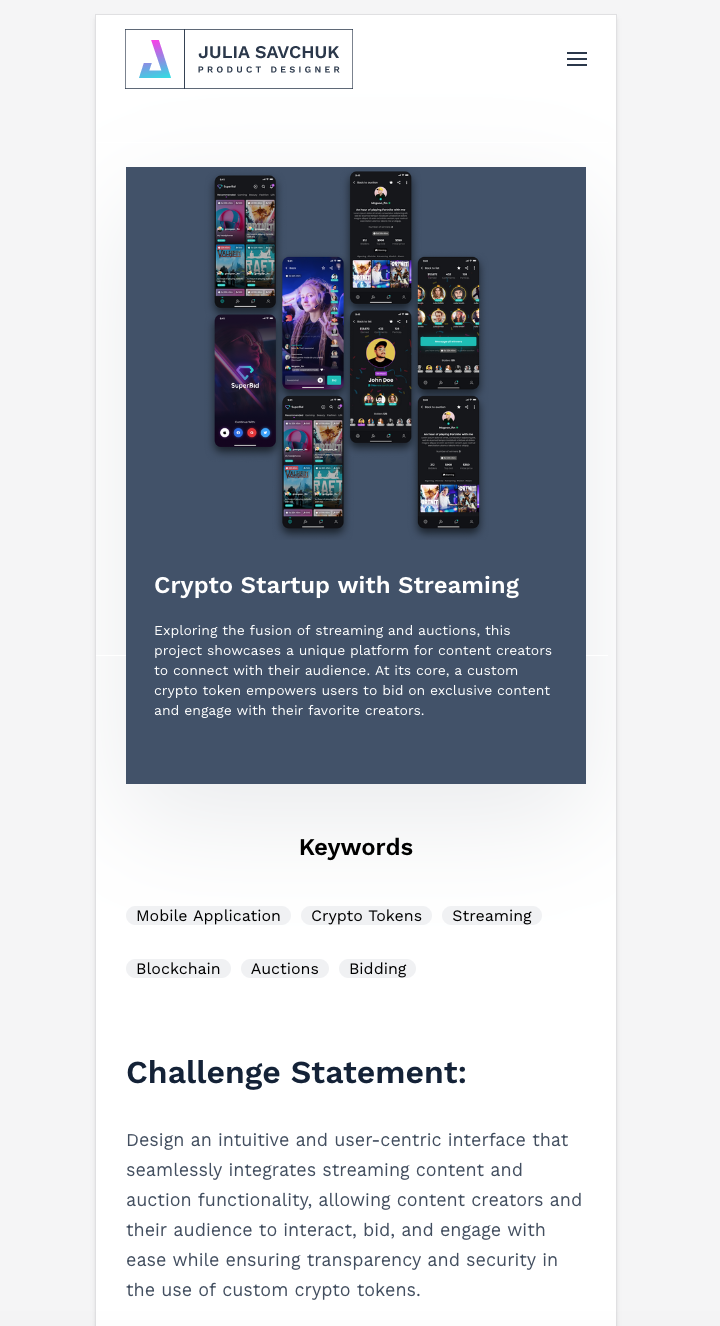 JULIA SAVCHUK
PRODUCT DESIGNER
SuperBid
SuperBid
John Doe
SuperBid
Crypto Startup with Streaming
Exploring the fusion of streaming and auctions, this
project showcases a unique platform for content creators
to connect with their audience. At its core, a custom
crypto token empowers users to bid on exclusive content
and engage with their favorite creators.
Keywords
Mobile Application Crypto Tokens Streaming
Blockchain Auctions Bidding
Challenge Statement:
Design an intuitive and user-centric interface that
seamlessly integrates streaming content and
auction functionality, allowing content creators and
their audience to interact, bid, and engage with
ease while ensuring transparency and security in
the use of custom crypto tokens.